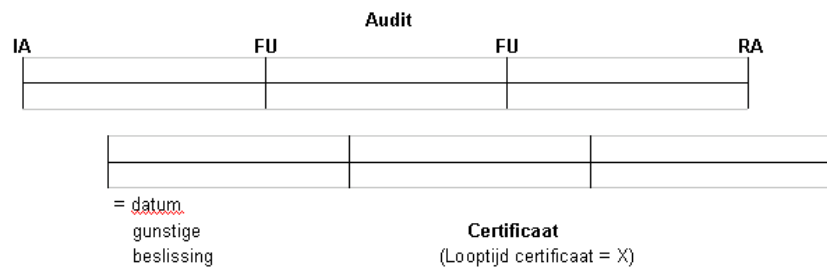 Audit
IA FU FU RA
= datum
gunstige
beslissing
Certificaat
(Looptijd certificaat = X)